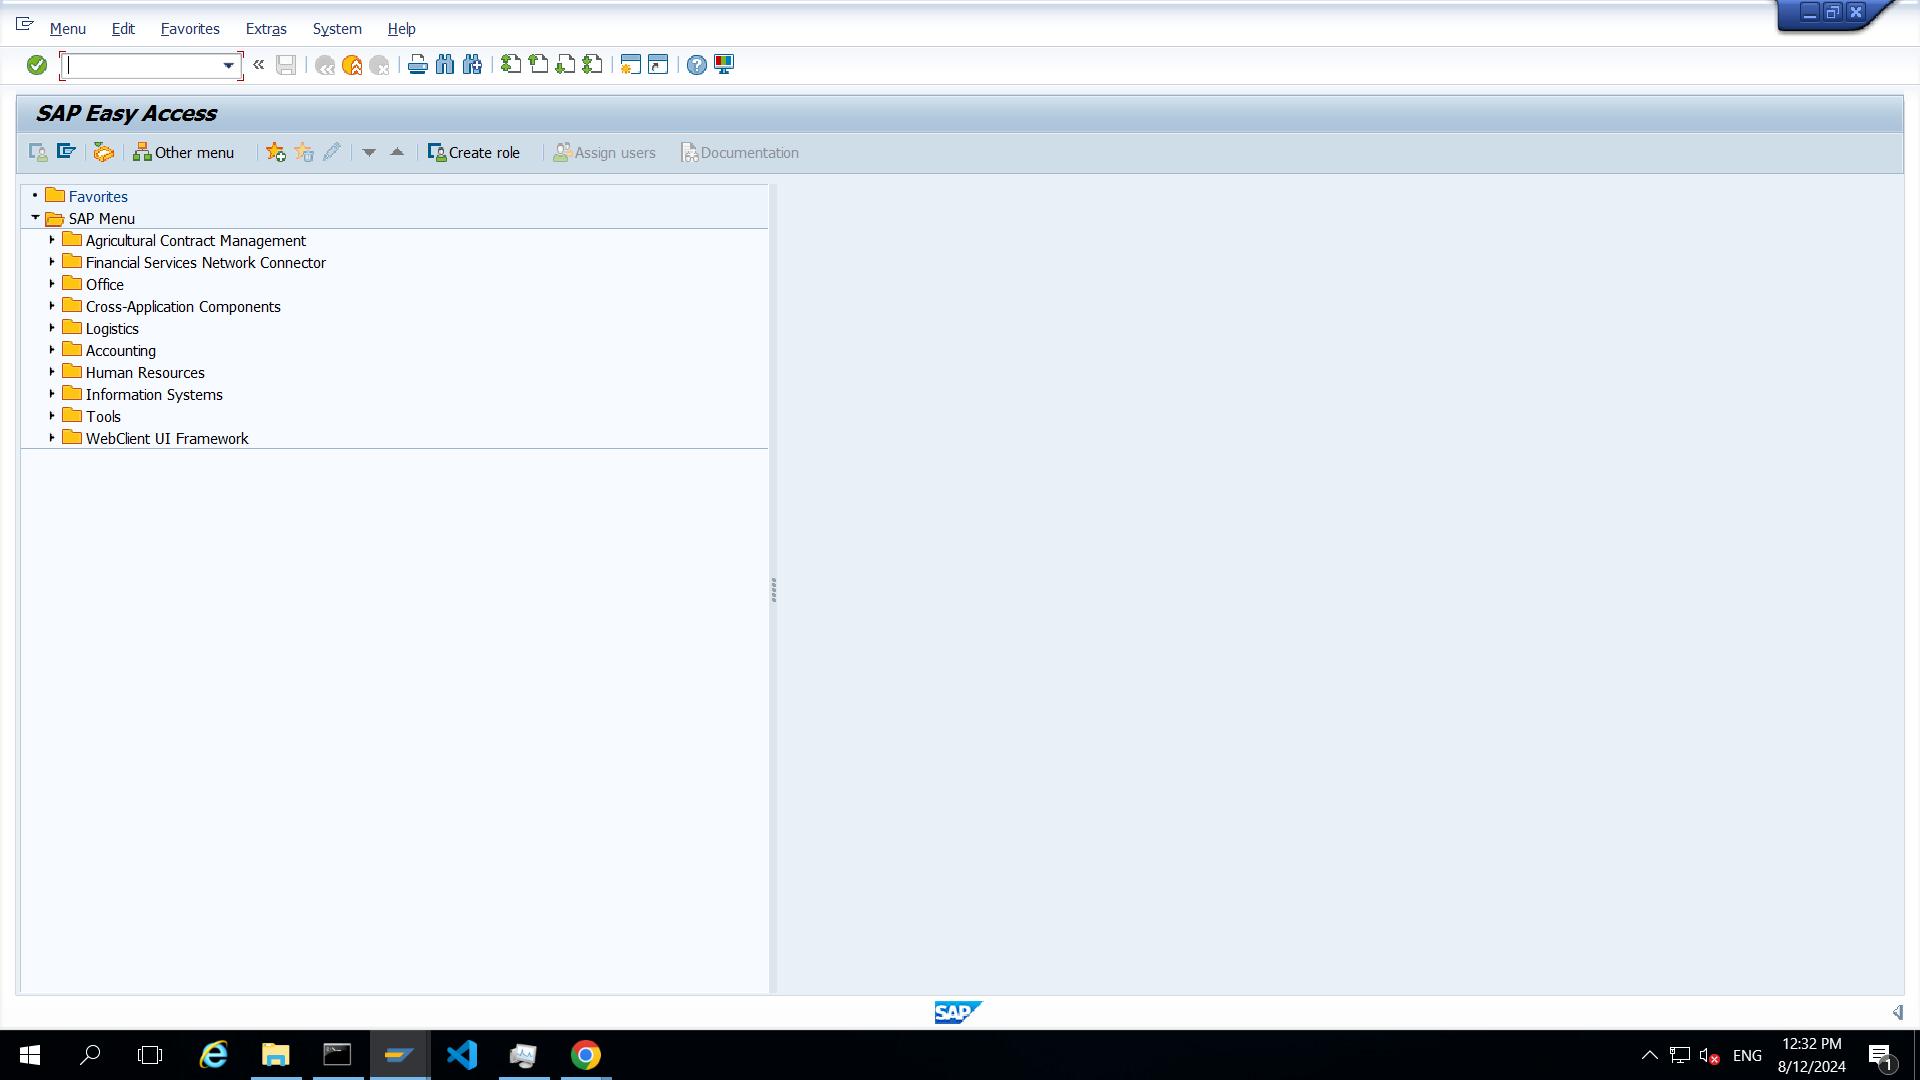 Menu Edit Favorites Extras System Help
SAP Easy Access
Other menu Create role Assign users Documentation
Favorites
SAP Menu
Agricultural Contract Management
Financial Services Network Connector
Office
Cross-Application Components
Logistics
Accounting
Human Resources
Information Systems
Tools
WebClient UI Framework
SAP
ENG
12:32 PM
8/12/2024
1